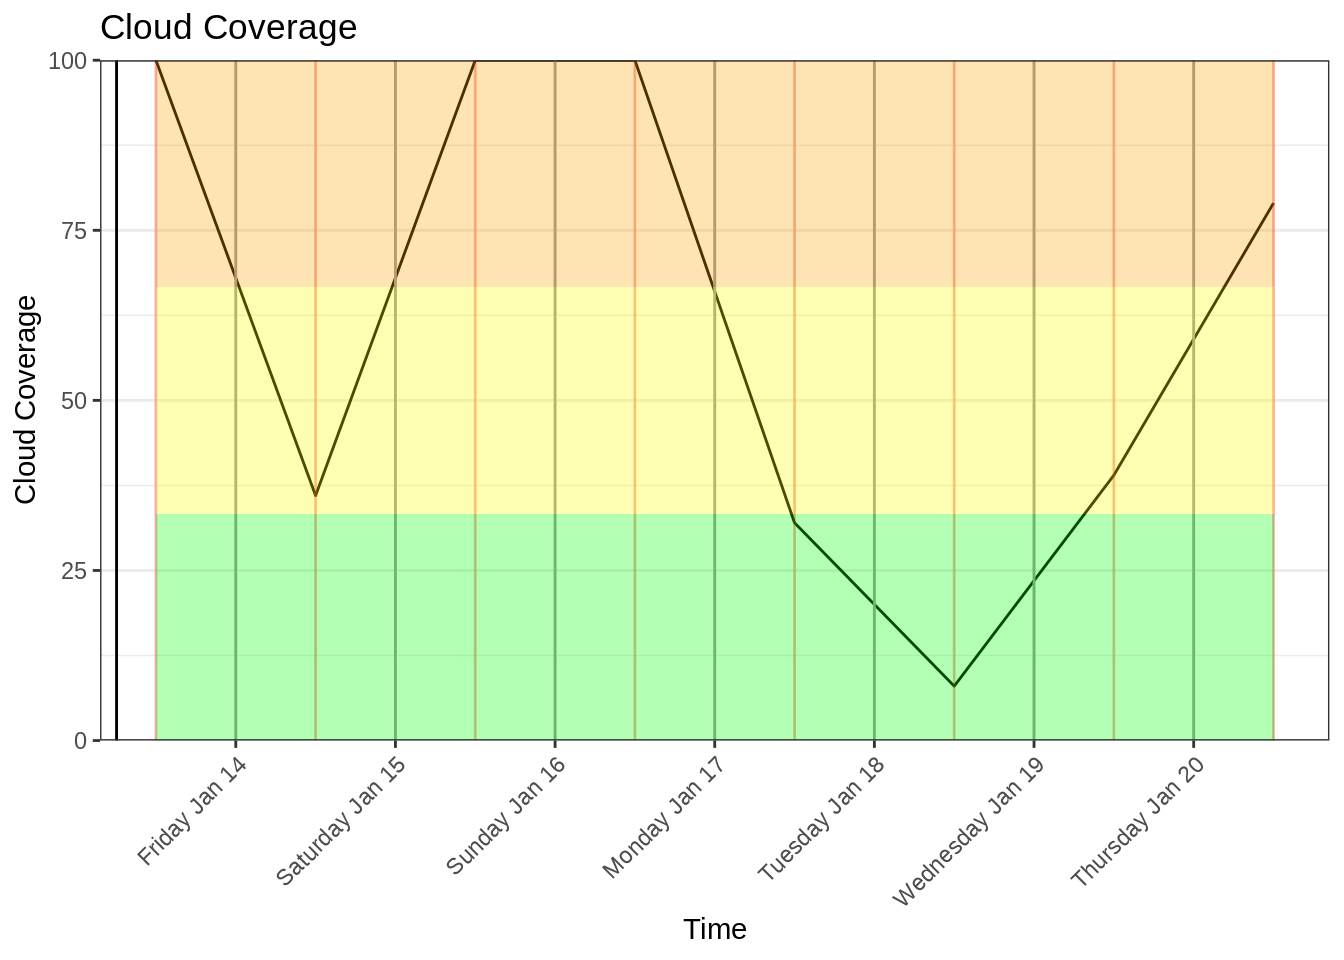 Cloud Coverage
100
75
50
25
0
Cloud Coverage
Friday Jan 14
Saturday Jan 15
Sunday Jan 16
Monday Jan 17
Tuesday Jan 18
Wednesday Jan 19
Thursday Jan 20
Time